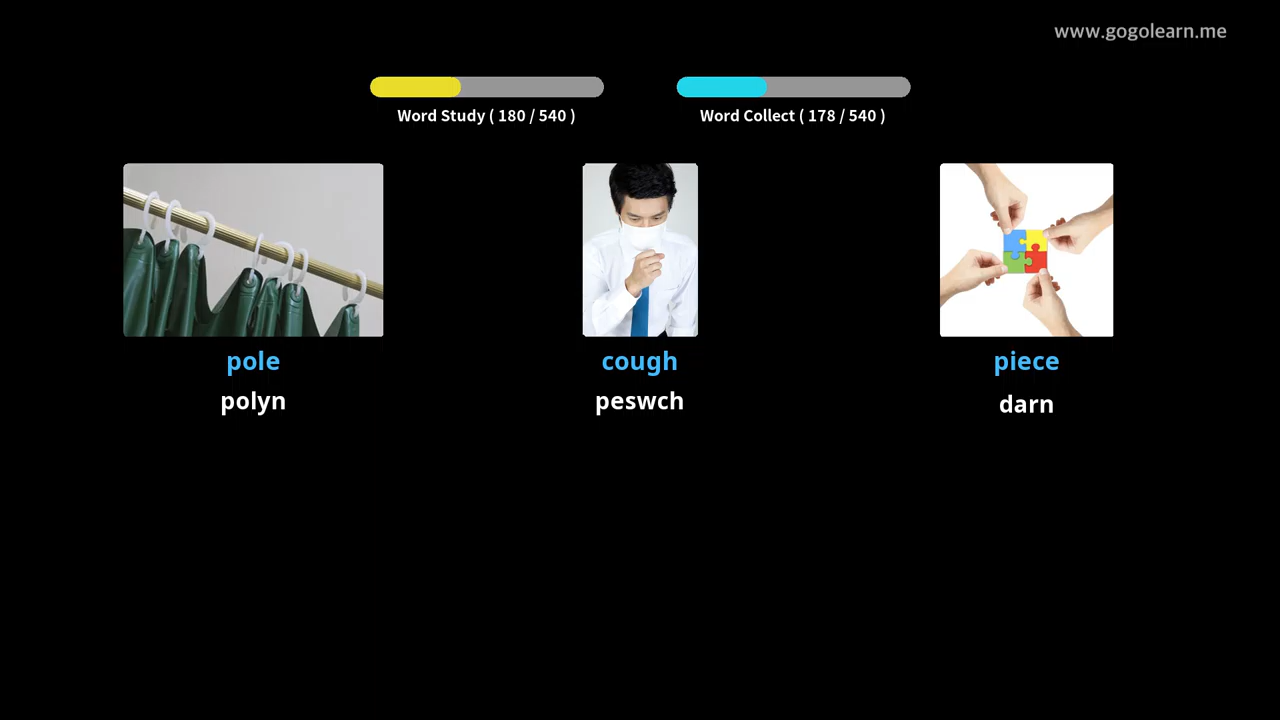 www.gogolearn.me
Word Study ( 180 / 540 )
Word Collect ( 178 / 540 )
pole
cough
piece
polyn
peswch
darn